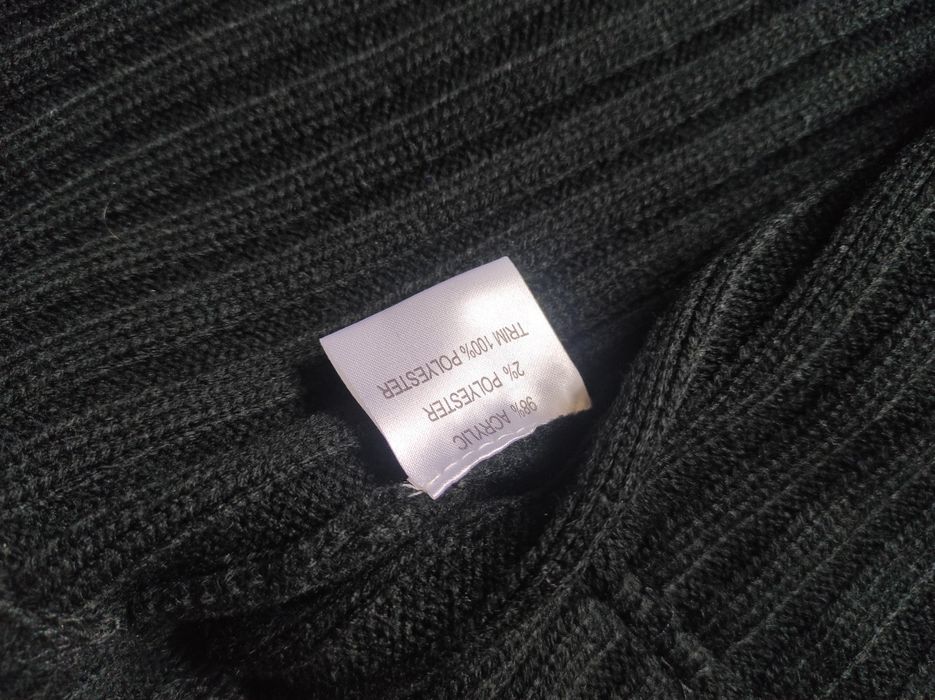 98% ACRYLIC
2% POLYESTER
TRIM 100% POLYESTER